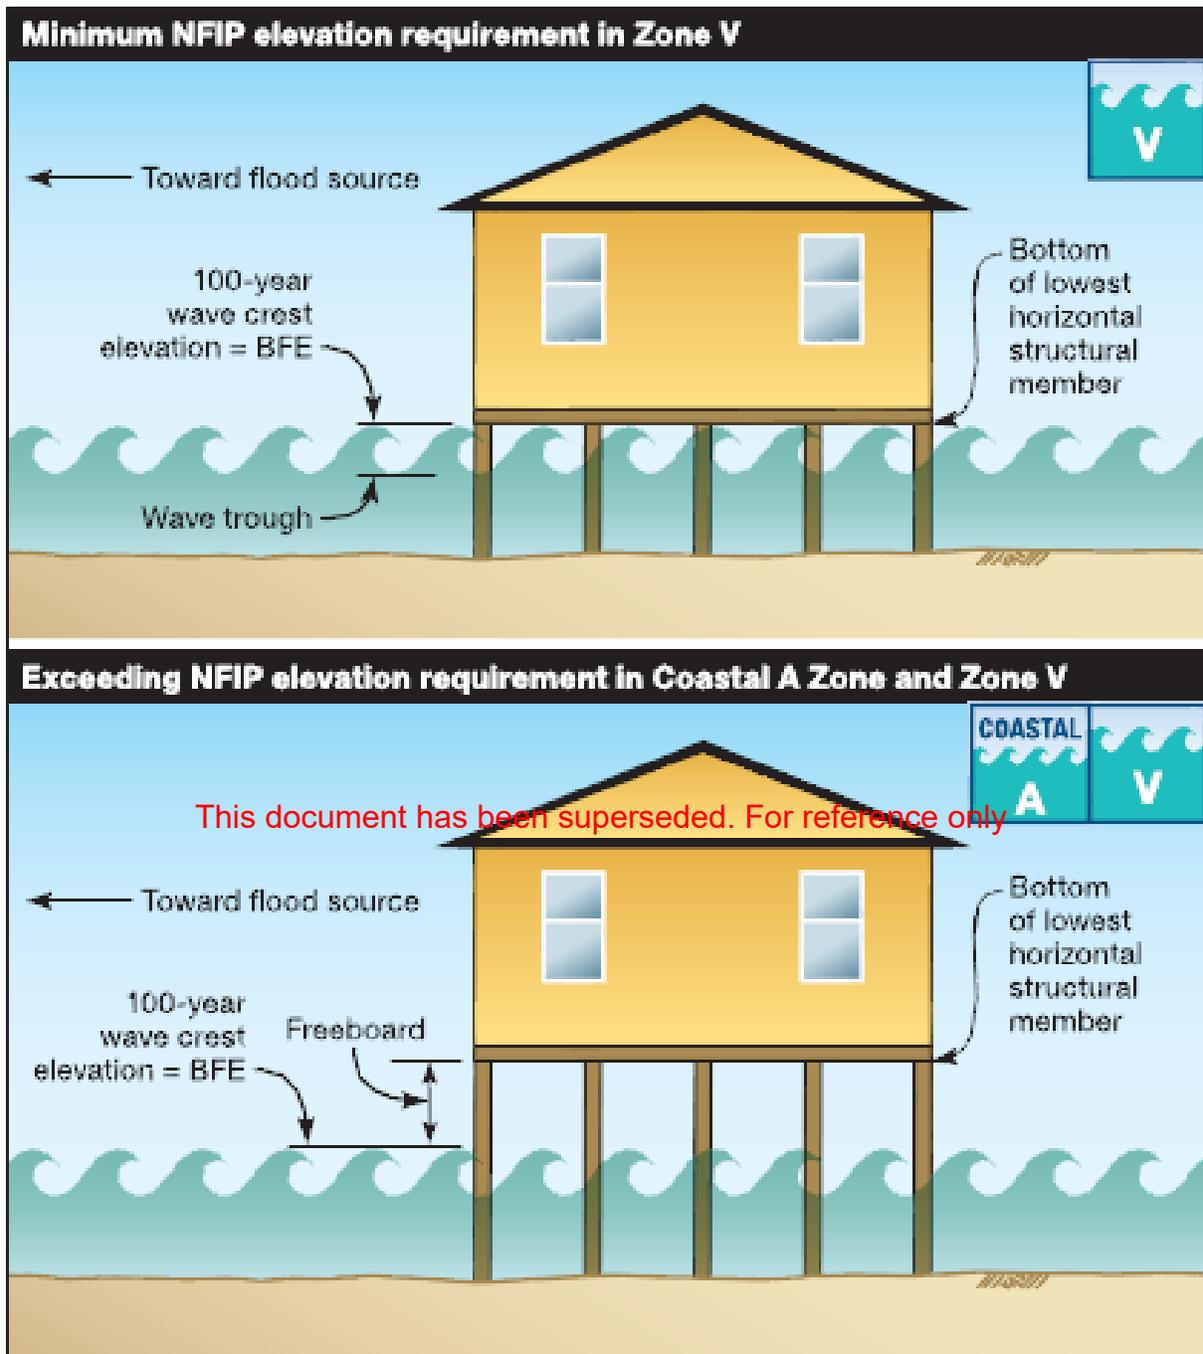 Minimum NFIP elevation requirement in Zone V
V
Toward flood source
100-year
wave crest
elevation = BFE
Bottom
of lowest
horizontal
structural
member
Wave trough
Exceeding NFIP elevation requirement in Coastal A Zone and Zone V
COASTAL
A
V
This document has been superseded. For reference only
Toward flood source
Bottom
of lowest
horizontal
structural
member
100-year
wave crest
elevation = BFE
Freeboard